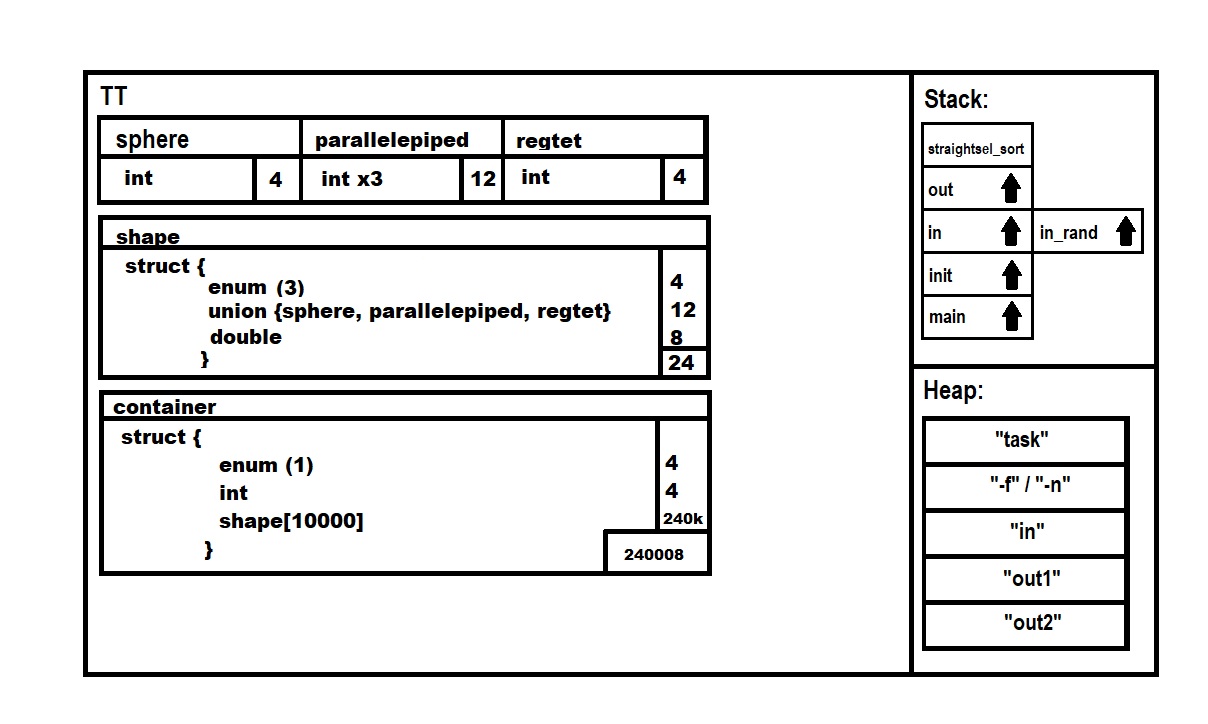 TT
sphere parallelepiped regtet
int 4 int x3 12 int 4
shape
struct {
enum (3) 4
union {sphere, parallelepiped, regtet} 12
double 8
} 24
container
struct {
enum (1) 4
int 4
shape[10000] 240k
} 240008
Stack:
straightsel_sort
out
in in_rand
init
main
Heap:
"task"
"-f" / "-n"
"in"
"out1"
"out2"